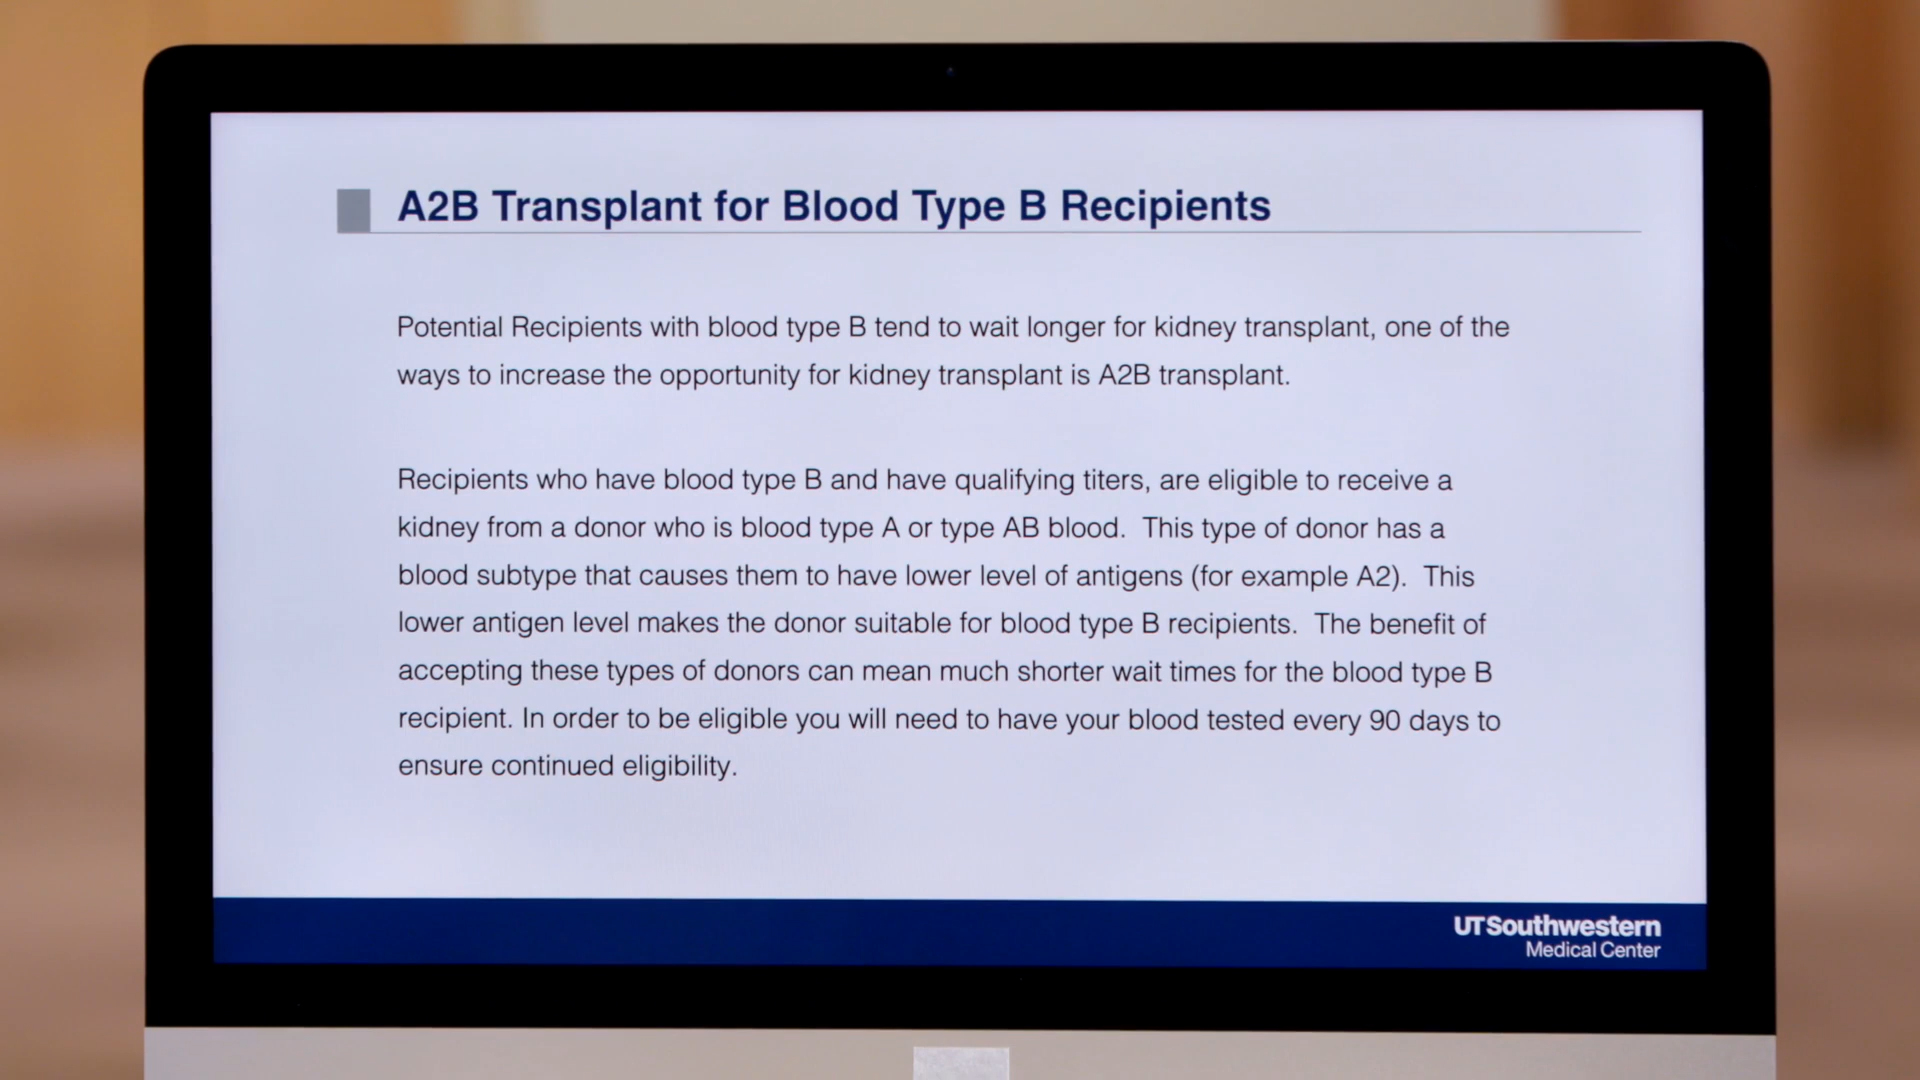 A2B Transplant for Blood Type B Recipients
Potential Recipients with blood type B tend to wait longer for kidney transplant, one of the
ways to increase the opportunity for kidney transplant is A2B transplant.
Recipients who have blood type B and have qualifying titers, are eligible to receive a
kidney from a donor who is blood type A or type AB blood.  This type of donor has a
blood subtype that causes them to have lower level of antigens (for example A2).  This
lower antigen level makes the donor suitable for blood type B recipients.  The benefit of
accepting these types of donors can mean much shorter wait times for the blood type B
recipient. In order to be eligible you will need to have your blood tested every 90 days to
ensure continued eligibility.
UTSouthwestern
Medical Center